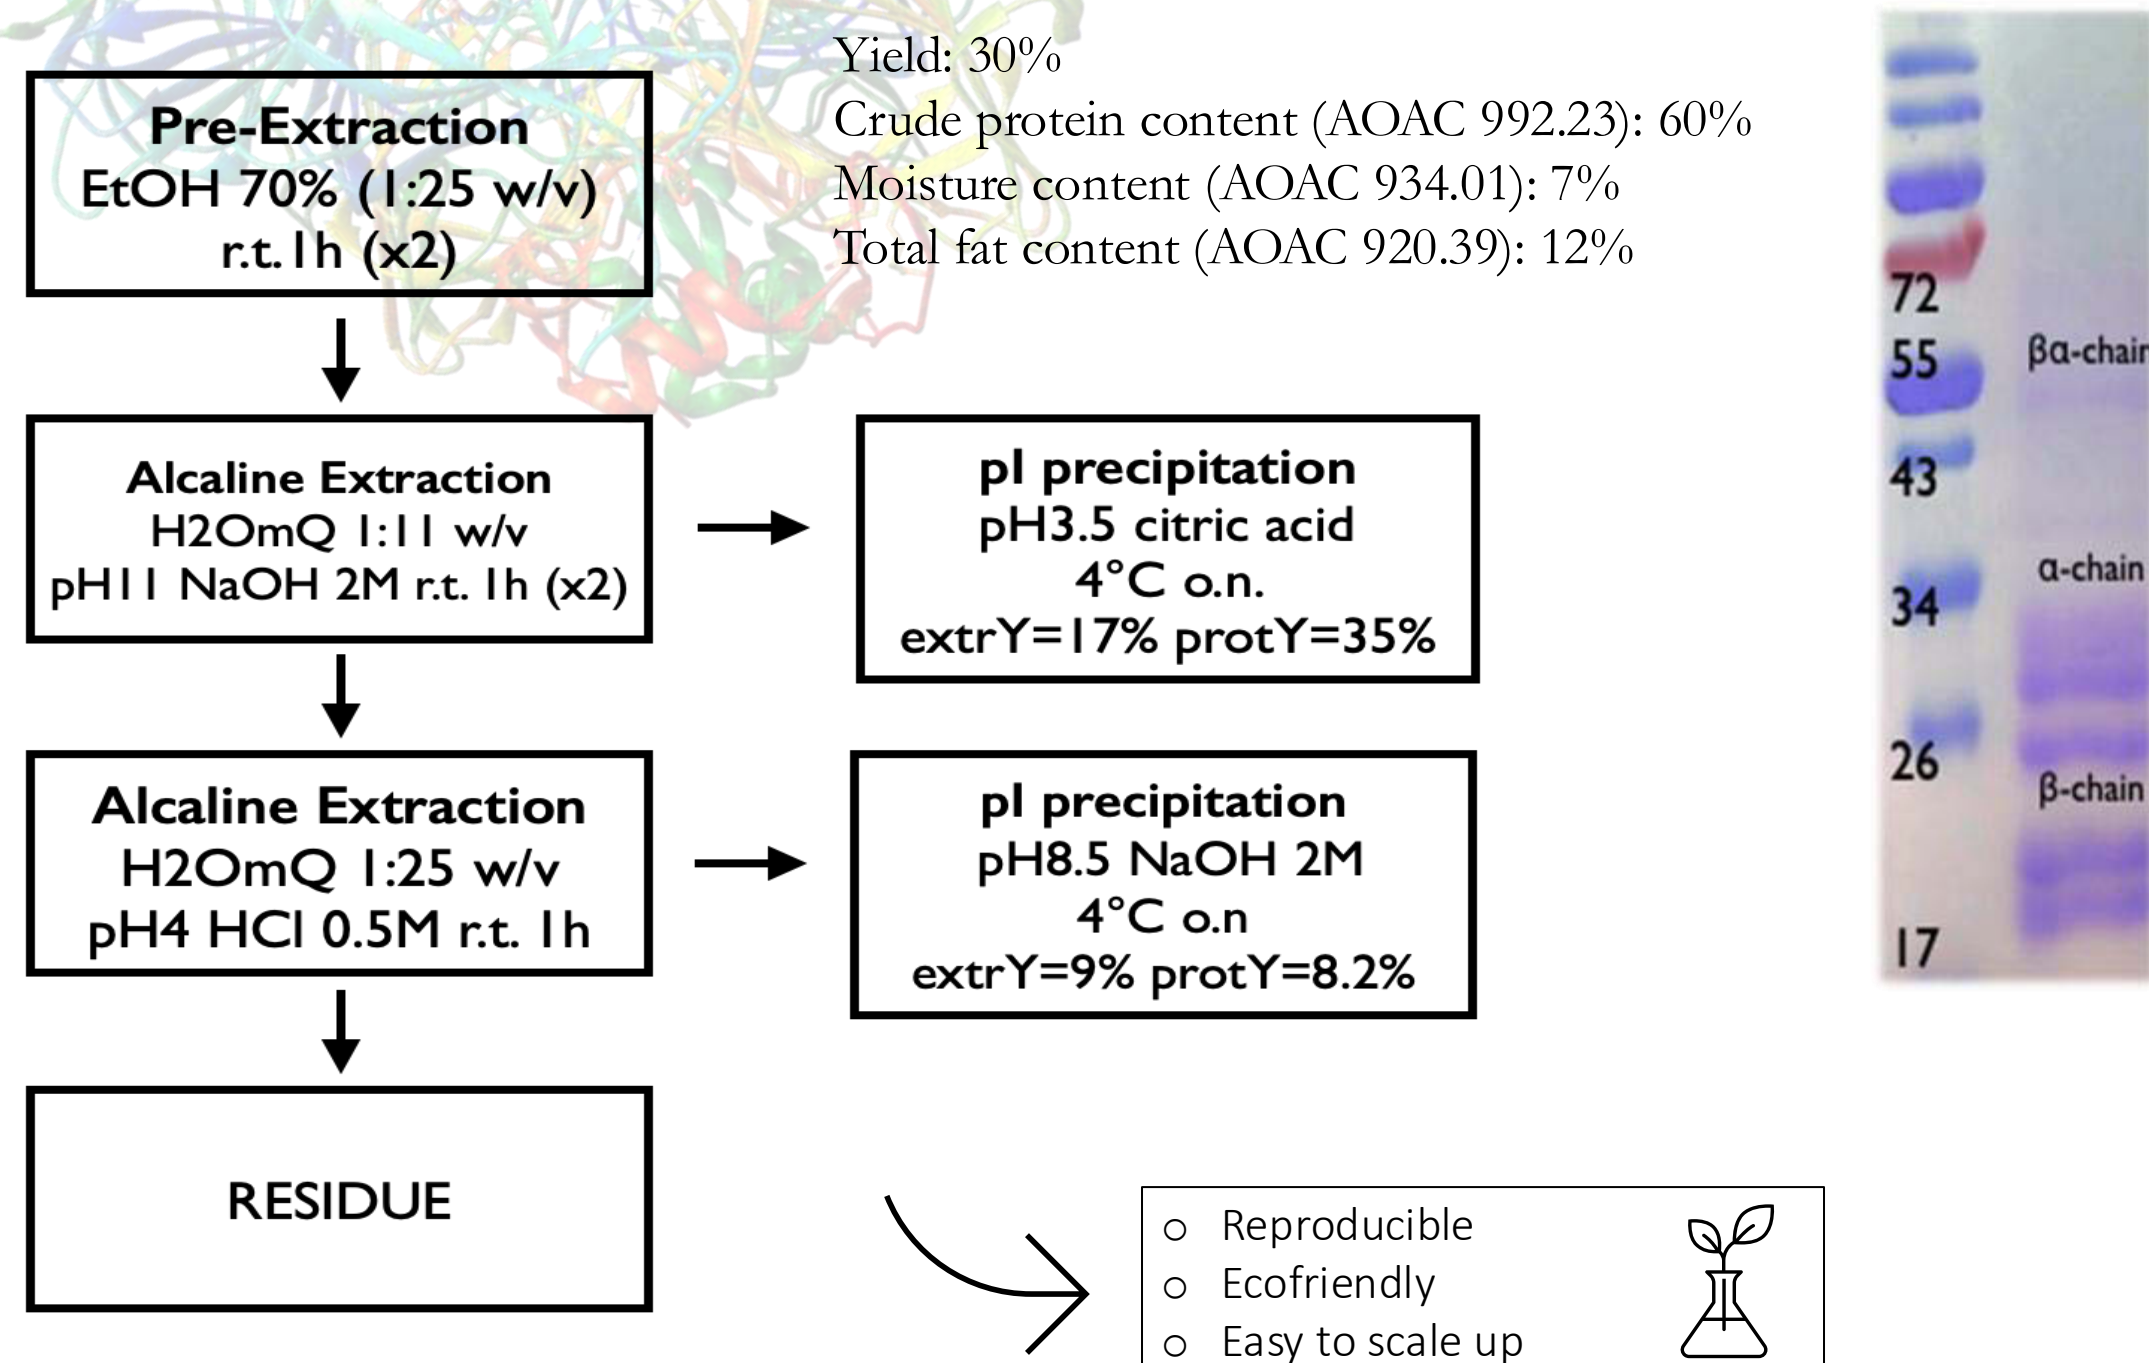 Yield: 30%
Crude protein content (AOAC 992.23): 60%
Moisture content (AOAC 934.01): 7%
Total fat content (AOAC 920.39): 12%
Pre-Extraction
EtOH 70% (1:25 w/v)
r.t. 1h (x2)
Alcaline Extraction
H2OmQ 1:11 w/v
pH11 NaOH 2M r.t. 1h (x2)
pI precipitation
pH3.5 citric acid
4°C o.n.
extrY=17% protY=35%
Alcaline Extraction
H2OmQ 1:25 w/v
pH4 HCl 0.5M r.t. 1h
pI precipitation
pH8.5 NaOH 2M
4°C o.n
extrY=9% protY=8.2%
RESIDUE
72
55
βα-chain
43
α-chain
34
26
β-chain
17
o Reproducible
o Ecofriendly
o Easy to scale up